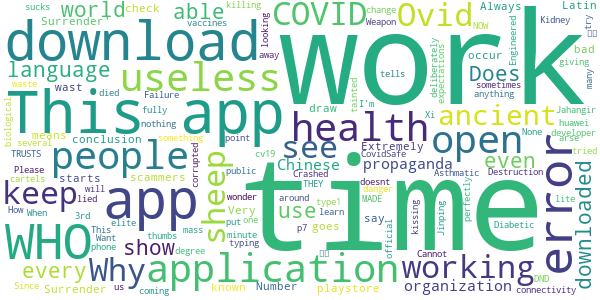 COVID Ovid Always Latin
world check able
sucks vaccines looking change killing
Surrender' Weapon Kidney try
download work
away Engineered NOW
language useless Does occur bad many
tells sometimes giving
wast died Failure fully draw I'm anything
This app health see ancient
biological waste nothing tainted deliberately expectations Xi Jahangir
means conclusion point Chinese open None huawei developer
several something corrupted cv19 Extremely CovidSafe tried arse
TRUSTS people sheep propaganda even error
Please starts scammers public around THEY MADE Asthmatic doesnt Destruction
cartels will wonder Crashed danger perfectly
keep app lied use type1 kissing Jinping lite
How When elite Very put one learn say official Cannot Diabetic downloaded
WHO This Want 3rd thumbs mass minute p7 goes time working
phone show us degree typing DND
every Why application organization
Since Surrender coming known Number playstore connectivity